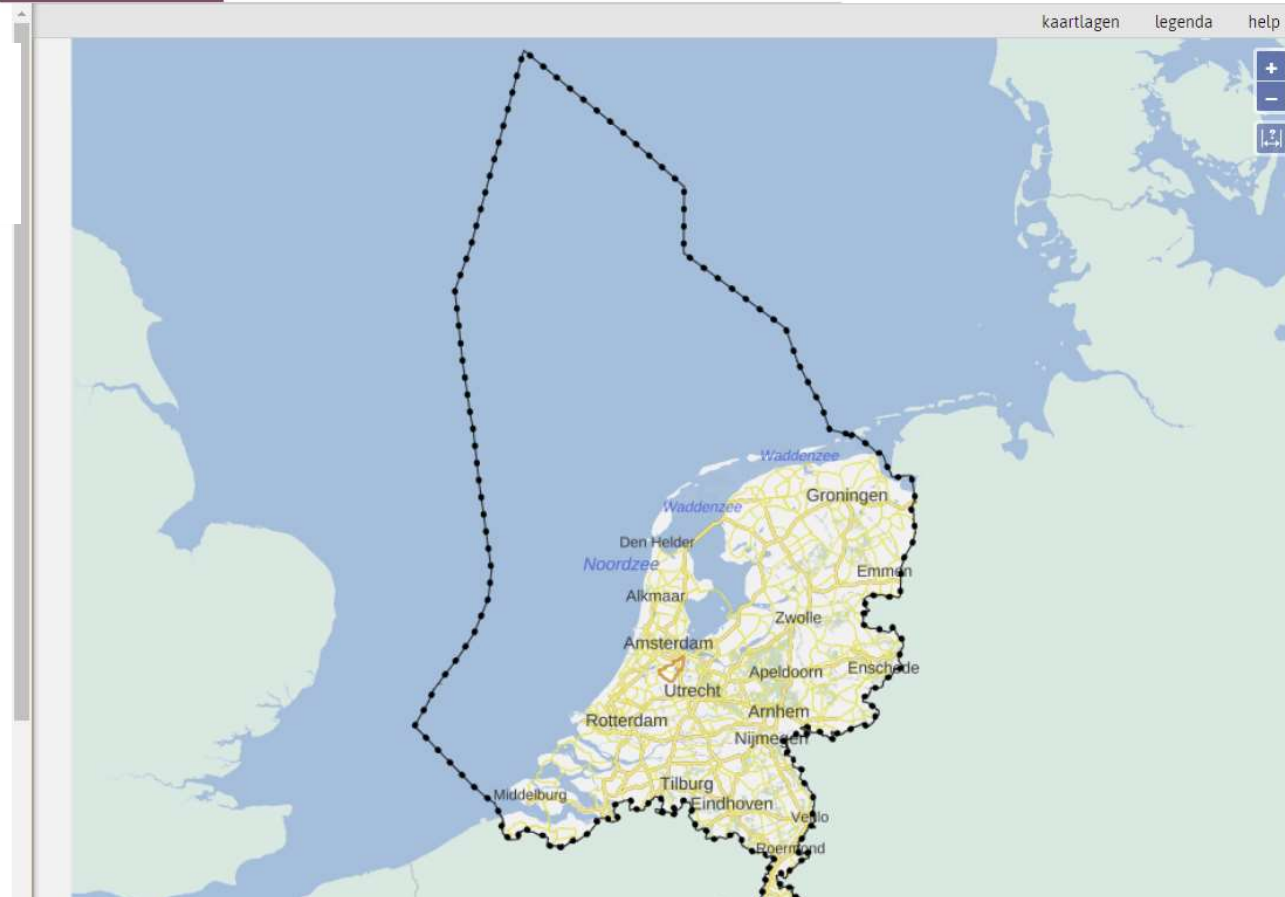 kaartlagen legenda help
+
−
?
Waddenzee
Groningen
Waddenzee
Den Helder
Noordzee
Emmen
Alkmaar
Zwolle
Amsterdam
Apeldoorn Enschede
Utrecht
Arnhem
Rotterdam
Nijmegen
Tilburg
Middelburg
Eindhoven
Venlo
Roermond